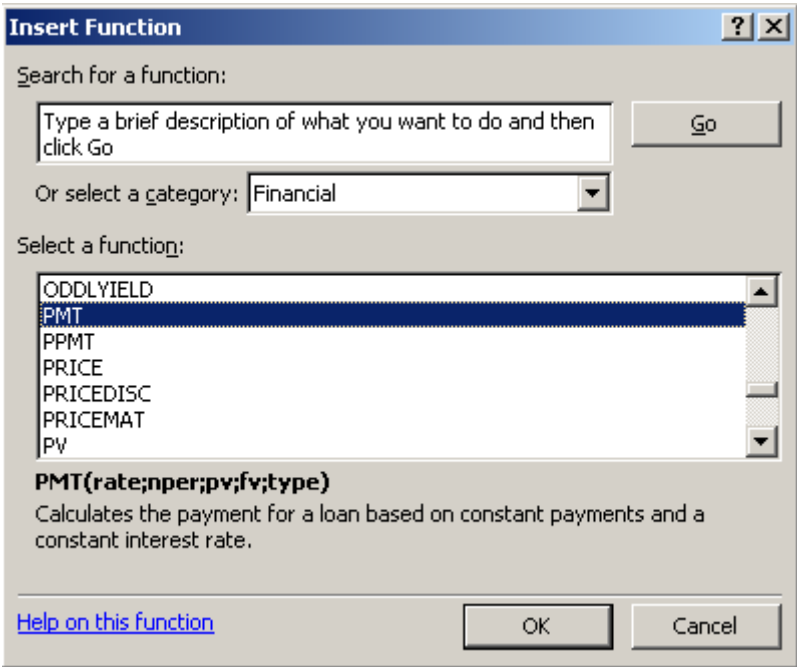 Insert Function
Search for a function:
Type a brief description of what you want to do and then
click Go
Go
Or select a category: Financial
Select a function:
ODDLYIELD
PMT
PPMT
PRICE
PRICEDISC
PRICEMAT
PV
PMT(rate;nper;pv;fv;type)
Calculates the payment for a loan based on constant payments and a
constant interest rate.
Help on this function
OK
Cancel